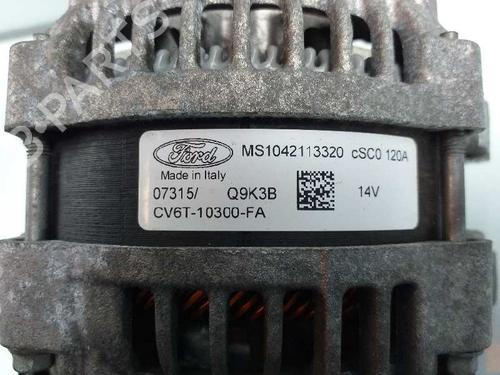 Ford MS1042113320 cSC0 120A
Made in Italy
07315/ Q9K3B 14V
CV6T-10300-FA